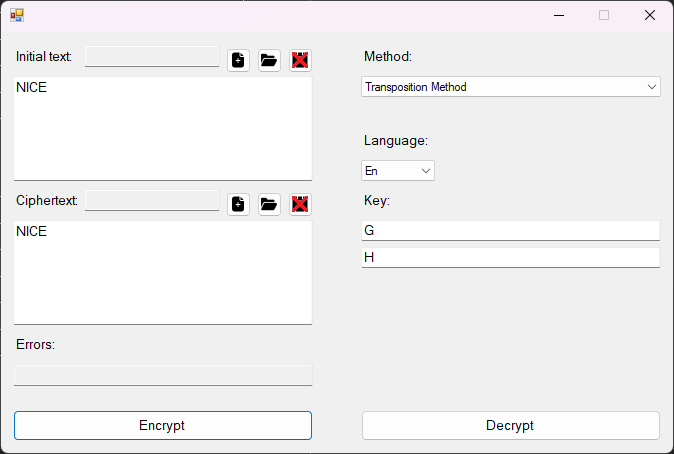 Initial text:
NICE
Ciphertext:
NICE
Errors:
Encrypt
Method:
Transposition Method
Language:
En
Key:
G
H
Decrypt